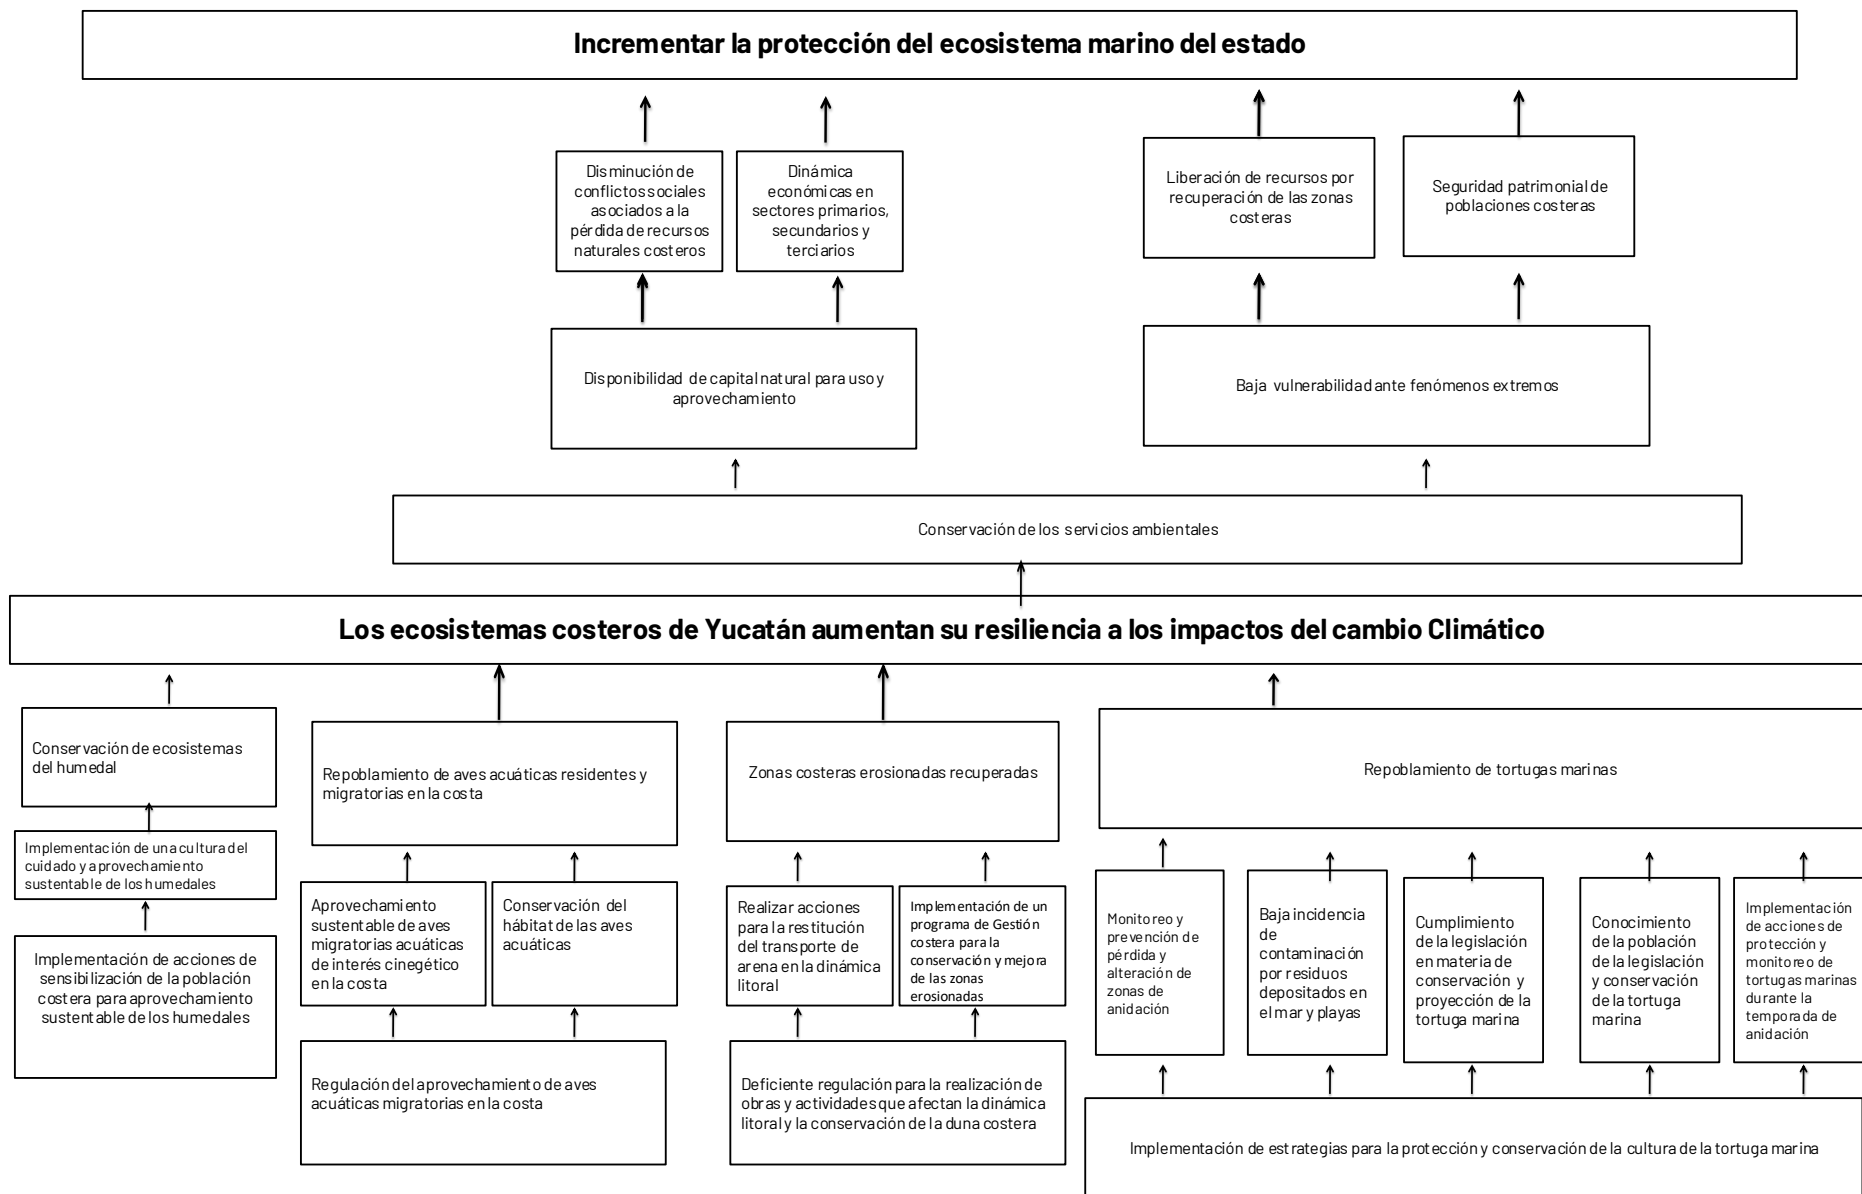 Incrementar la protección del ecosistema marino del estado
Disminución de
conflictos sociales
asociados a la
pérdida de recursos
naturales costeros
Dinámica
económicas en
sectores primarios,
secundarios y
terciarios
Liberación de recursos por
recuperación de las zonas
costeras
Seguridad patrimonial de
poblaciones costeras
Disponibilidad de capital natural para uso y
aprovechamiento
Baja vulnerabilidad ante fenómenos extremos
Conservación de los servicios ambientales
Los ecosistemas costeros de Yucatán aumentan su resiliencia a los impactos del cambio Climático
Conservación de ecosistemas
del humedal
Repoblamiento de aves acuáticas residentes y
migratorias en la costa
Zonas costeras erosionadas recuperadas
Repoblamiento de tortugas marinas
Implementación de una cultura del
cuidado y aprovechamiento
sustentable de los humedales
Aprovechamiento
sustentable de aves
migratorias acuáticas
de interés cinegético
en la costa
Conservación del
hábitat de las aves
acuáticas
Realizar acciones
para la restitución
del transporte de
arena en la dinámica
litoral
Implementación de un
programa de Gestión
costera para la
conservación y mejora
de las zonas
erosionadas
Monitoreo y
prevención de
pérdida y
alteración de
zonas de
anidación
Baja incidencia
de
contaminación
por residuos
depositados en
el mar y playas
Cumplimiento
de la legislación
en materia de
conservación y
proyección de la
tortuga marina
Conocimiento
de la población
de la legislación
y conservación
de la tortuga
marina
Implementación
de acciones de
protección y
monitoreo de
tortugas marinas
durante la
temporada de
anidación
Implementación de acciones de
sensibilización de la población
costera para aprovechamiento
sustentable de los humedales
Regulación del aprovechamiento de aves
acuáticas migratorias en la costa
Deficiente regulación para la realización de
obras y actividades que afectan la dinámica
litoral y la conservación de la duna costera
Implementación de estrategias para la protección y conservación de la cultura de la tortuga marina